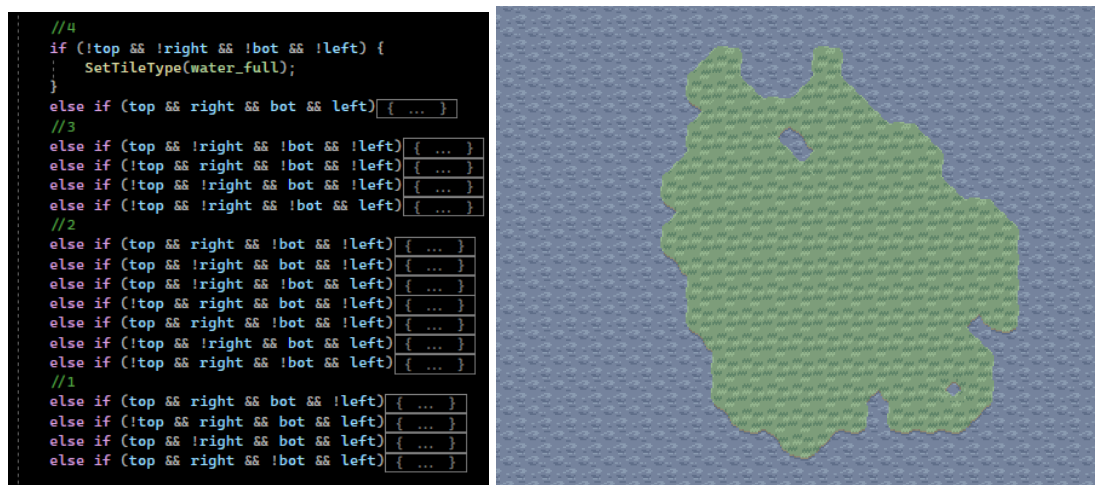 //4
if (!top && !right && !bot && !left) {
SetTileType(water_full);
}
else if (top && right && bot && left) { ... }
//3
else if (top && !right && !bot && !left) { ... }
else if (!top && right && !bot && !left) { ... }
else if (!top && !right && bot && !left) { ... }
else if (!top && !right && !bot && left) { ... }
//2
else if (top && right && !bot && !left) { ... }
else if (top && !right && bot && !left) { ... }
else if (top && !right && !bot && left) { ... }
else if (!top && right && bot && !left) { ... }
else if (top && right && !bot && !left) { ... }
else if (!top && !right && bot && left) { ... }
else if (!top && right && !bot && left) { ... }
//1
else if (top && right && bot && !left) { ... }
else if (!top && right && bot && left) { ... }
else if (top && !right && bot && left) { ... }
else if (top && right && !bot && left) { ... }